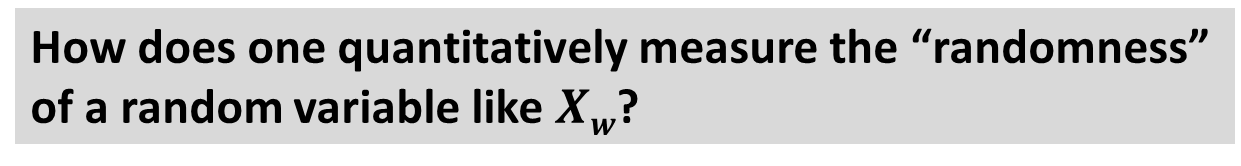 How does one quantitatively measure the “randomness”
of a random variable like X_w?